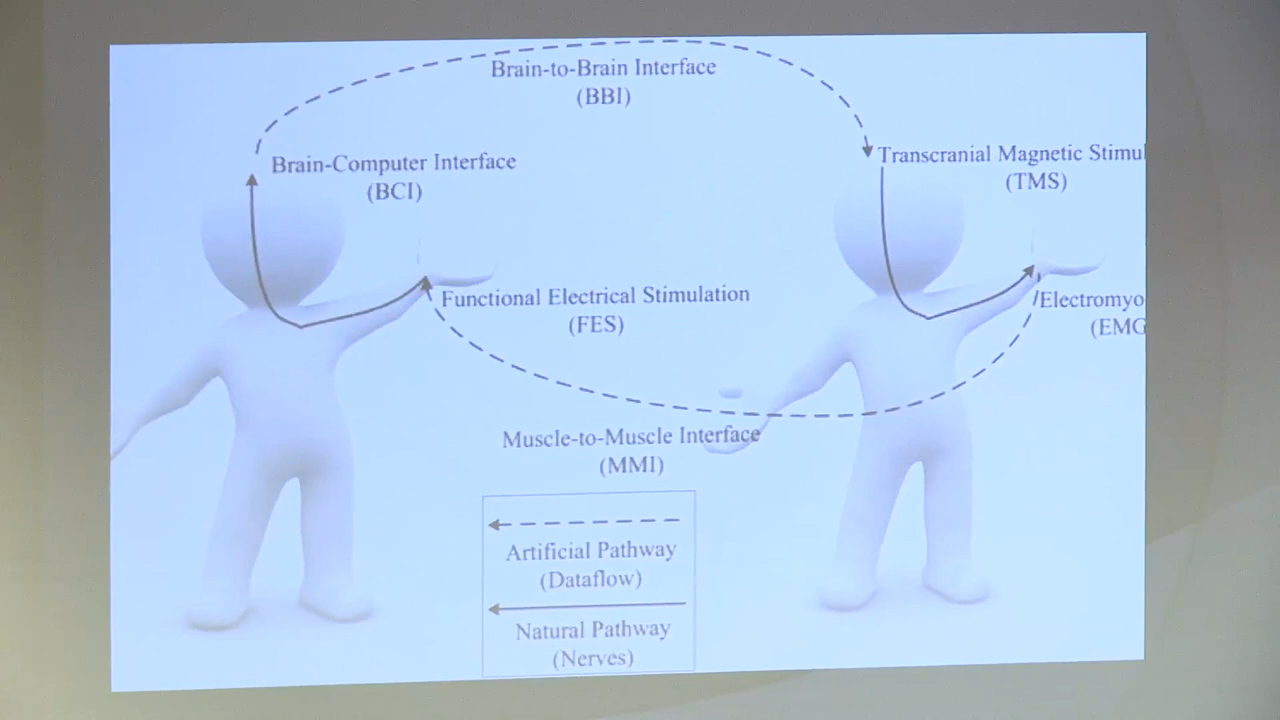 Brain-to-Brain Interface
(BBI)
Brain-Computer Interface
(BCI)
Transcranial Magnetic Stimul
(TMS)
Functional Electrical Stimulation
(FES)
Electromyo
(EMG
Muscle-to-Muscle Interface
(MMI)
Artificial Pathway
(Dataflow)
Natural Pathway
(Nerves)